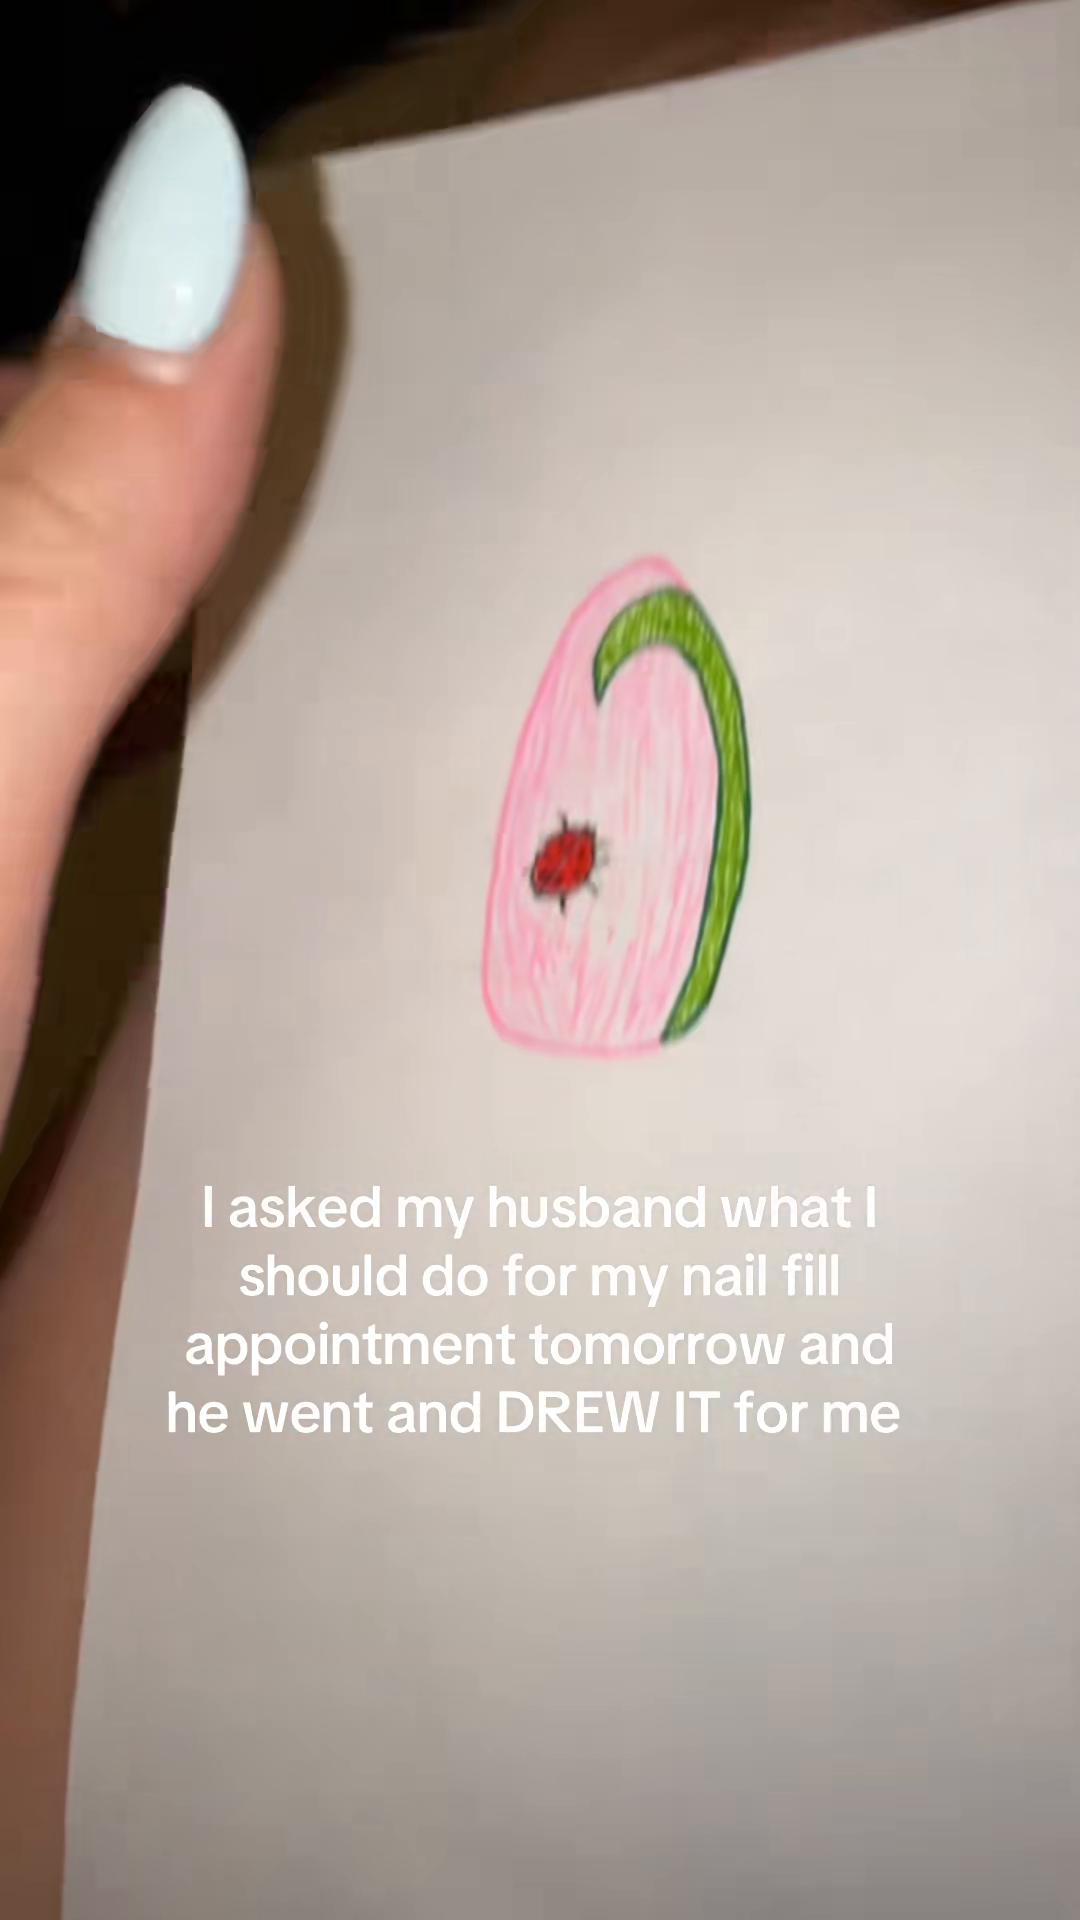 I asked my husband what I
should do for my nail fill
appointment tomorrow and
he went and DREW IT for me